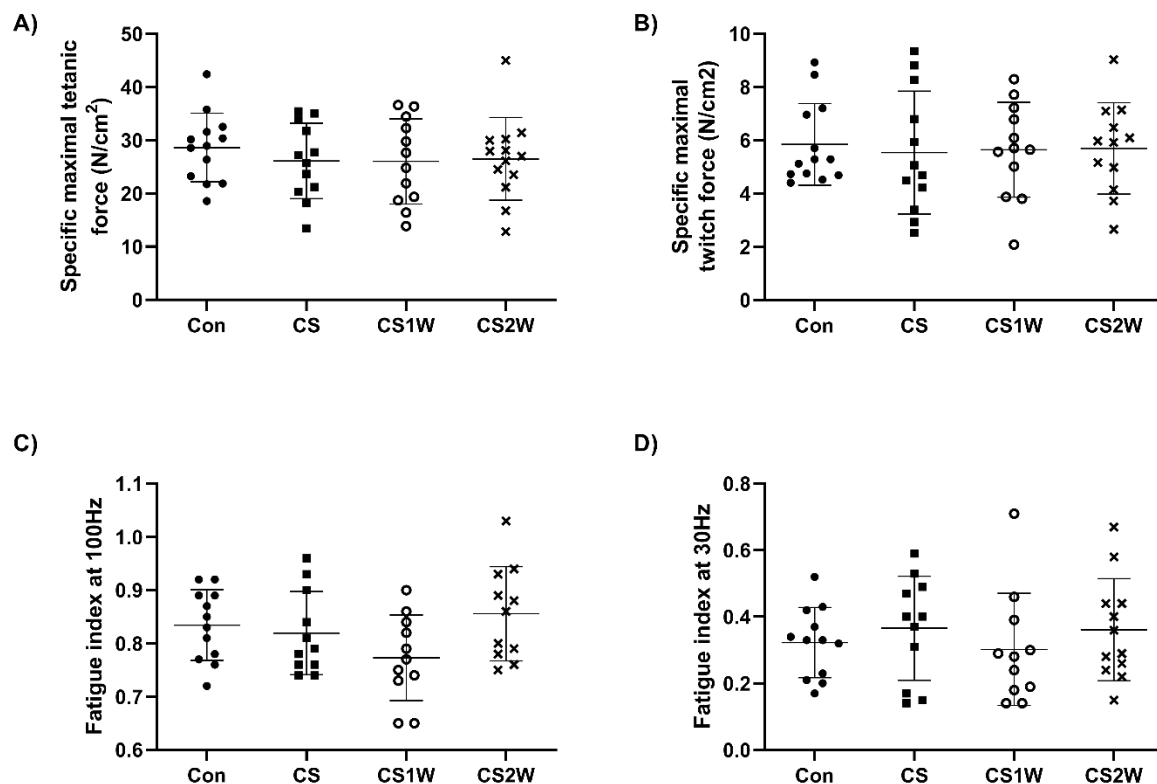 A)
Specific maximal tetanic
force (N/cm²)
50
40
30
20
10
0
Con CS CS1W CS2W
B)
Specific maximal
twitch force (N/cm2)
10
8
6
4
2
0
Con CS CS1W CS2W
C)
Fatigue index at 100Hz
1.1
1.0
0.9
0.8
0.7
0.6
Con CS CS1W CS2W
D)
Fatigue index at 30Hz
0.8
0.6
0.4
0.2
0.0
Con CS CS1W CS2W